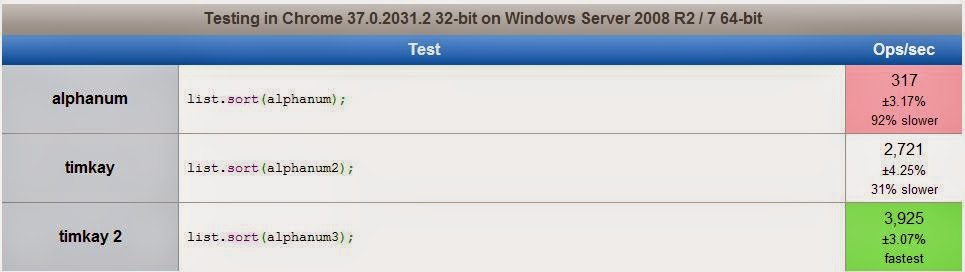 Testing in Chrome 37.0.2031.2 32-bit on Windows Server 2008 R2 / 7 64-bit
Test Ops/sec
alphanum list.sort(alphanum); 317
±3.17%
92% slower
timkay list.sort(alphanum2); 2,721
±4.25%
31% slower
timkay 2 list.sort(alphanum3); 3,925
±3.07%
fastest